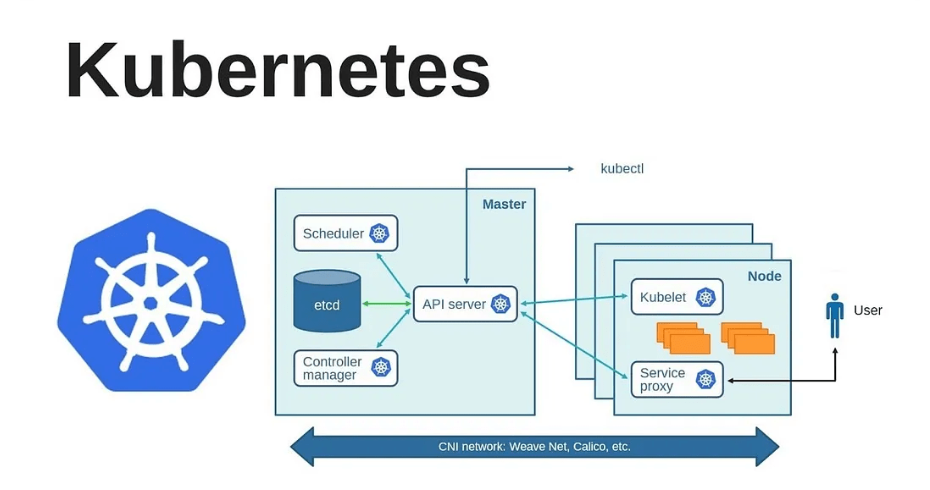 Kubernetes
kubectl
Master
Scheduler
etcd
API server
Controller
manager
Node
Kubelet
Service
proxy
User
CNI network: Weave Net, Calico, etc.